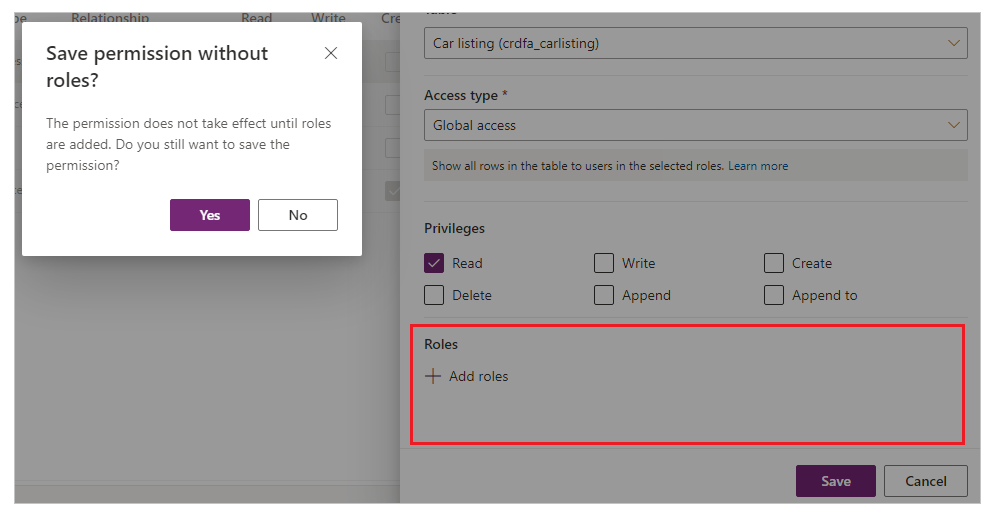 Relationship
Read
Write
Save permission without
roles?
The permission does not take effect until roles
are added. Do you still want to save the
permission?
Yes
No
Car listing (crdfa_carlisting)
Access type *
Global access
Show all rows in the table to users in the selected roles. Learn more
Privileges
Read
Write
Create
Delete
Append
Append to
Roles
Add roles
Save
Cancel